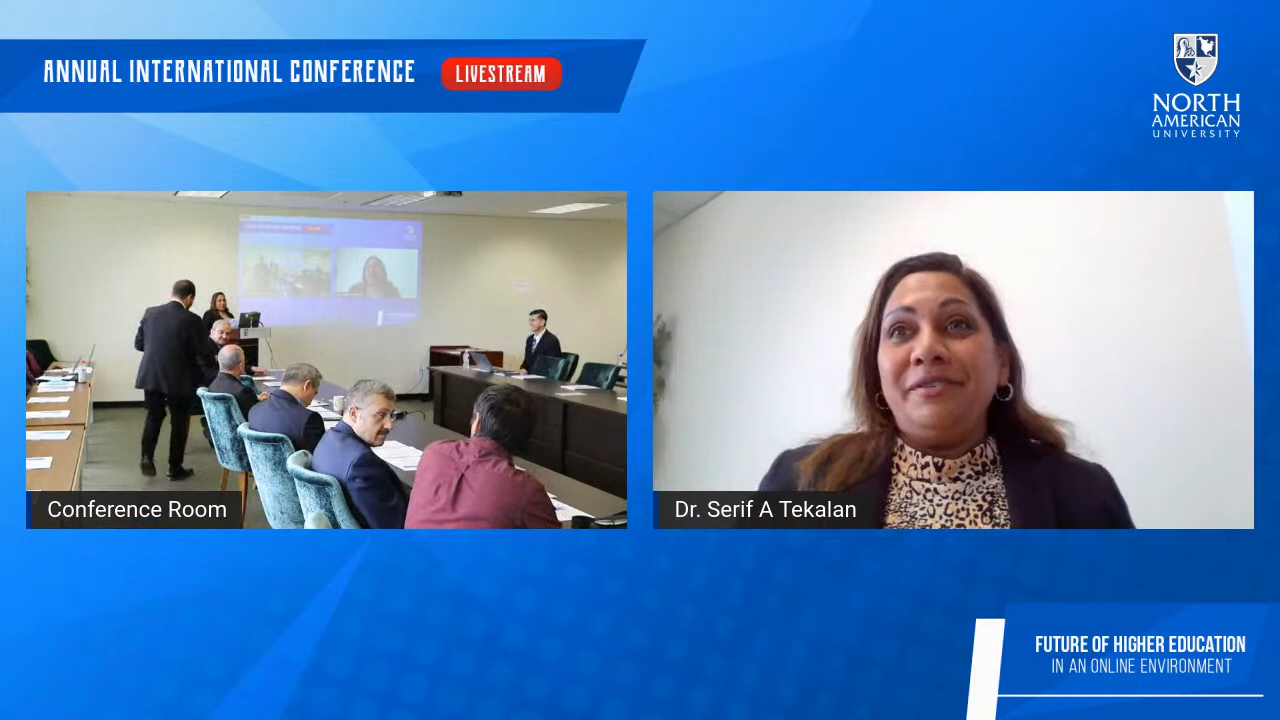 ANNUAL INTERNATIONAL CONFERENCE LIVESTREAM
NORTH
AMERICAN
UNIVERSITY
Conference Room
Dr. Serif A Tekalan
FUTURE OF HIGHER EDUCATION
IN AN ONLINE ENVIRONMENT